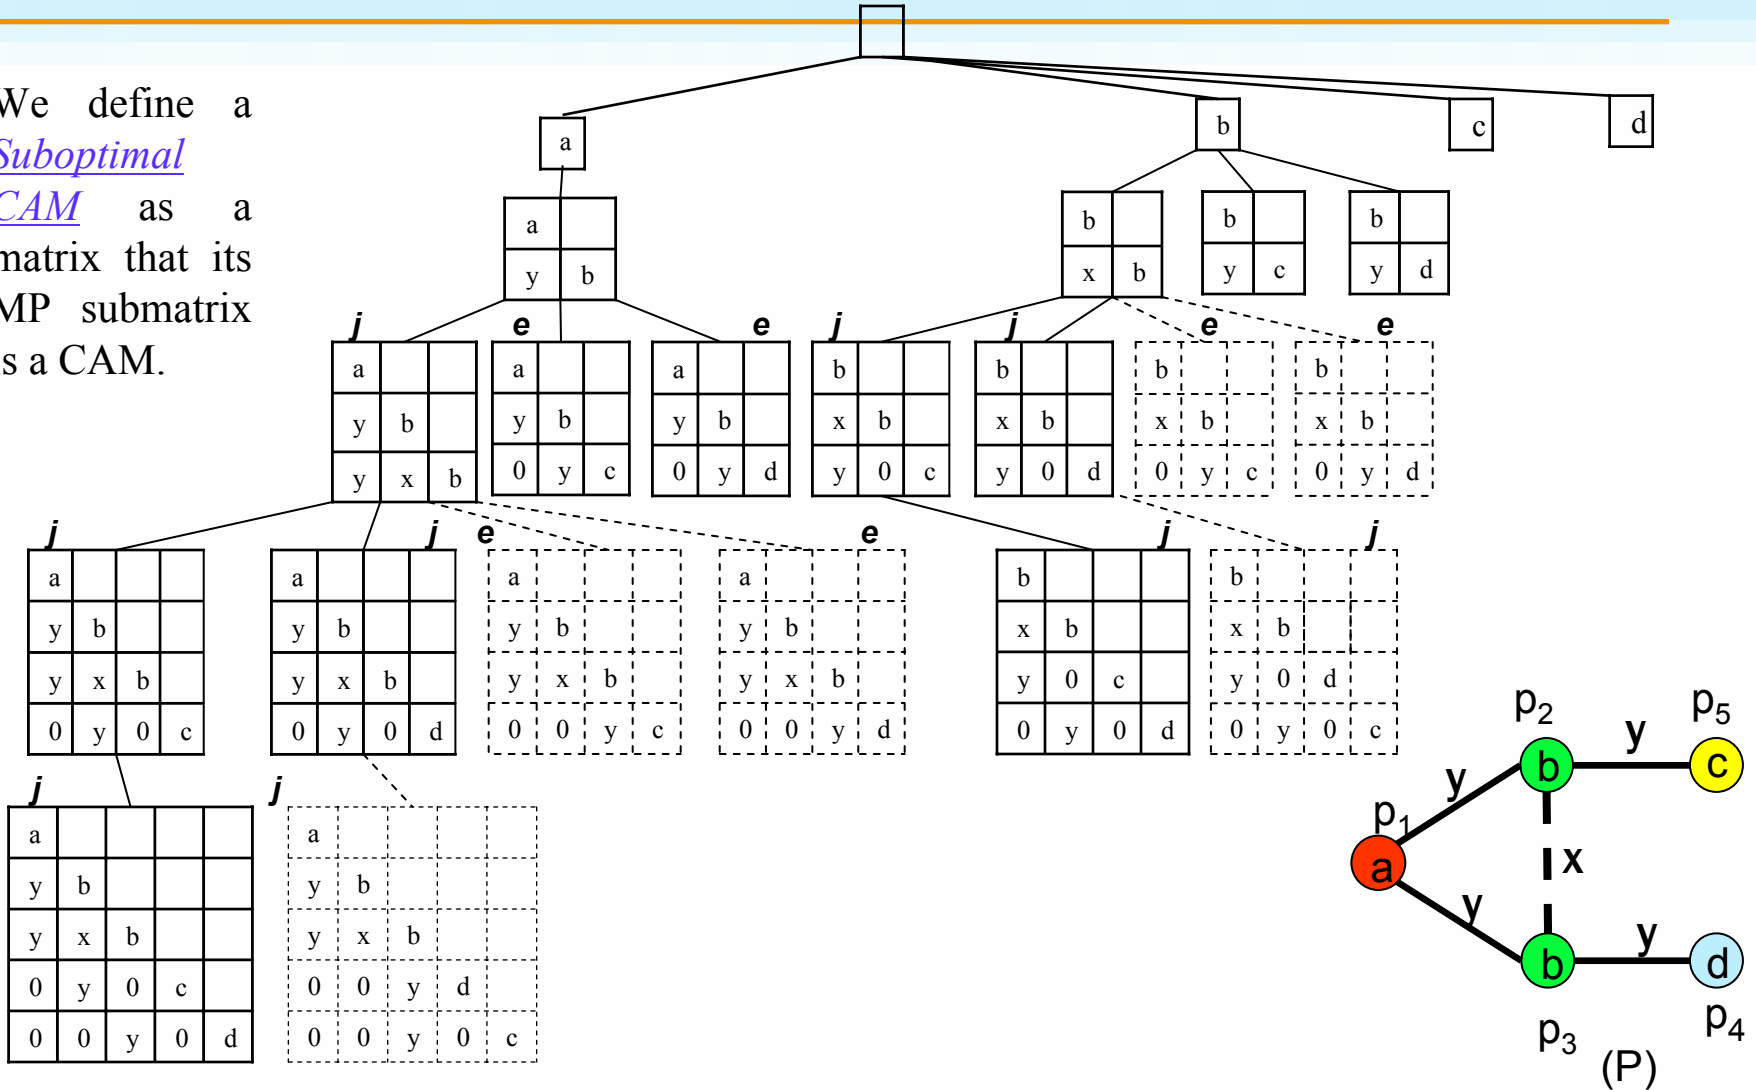 We define a
Suboptimal
CAM as a
matrix that its
MP submatrix
is a CAM.
a
b
c
d
a
y b
b
x b
b
y c
b
y d
j
e
e
j
j
e
e
a
y b
y x b
a
y b
0 y c
a
y b
0 y d
b
x b
y 0 c
b
x b
y 0 d
b
x b
0 y c
b
x b
0 y d
j
j
e
e
j
j
a
y b
y x b
0 y 0 c
a
y b
y x b
0 y 0 d
a
y b
y x b
0 0 y c
a
y b
y x b
0 0 y d
b
x b
y 0 c
0 y 0 d
b
x b
y 0 d
0 y 0 c
j
j
a
y b
y x b
0 y 0 c
0 0 y 0 d
a
y b
y x b
0 0 y d
0 0 y 0 c
p2
p5
y
b
c
y
p1
a
x
y
y
b
d
p3
p4
(P)